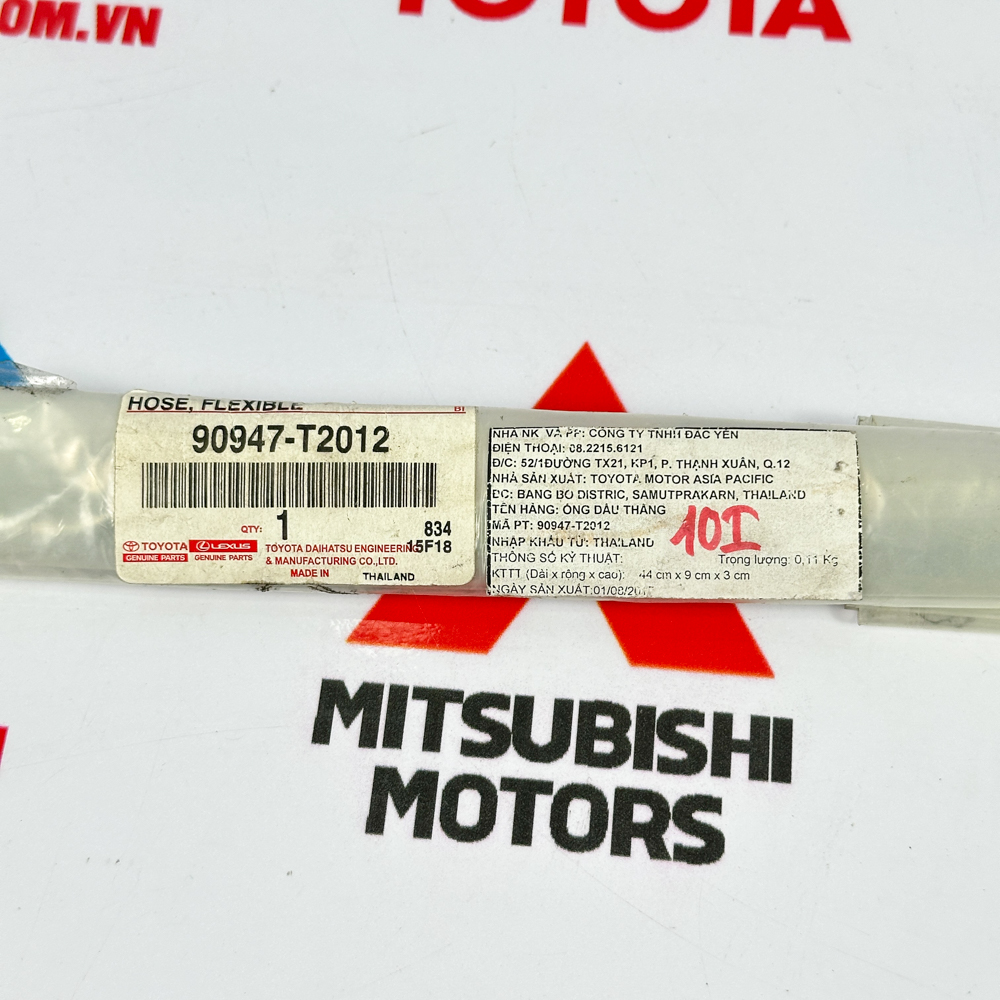 OM.VN
TOYOTA
HOSE, FLEXIBLE
BI
90947-T2012
QTY: 1
834
15F18
TOYOTA
GENUINE PARTS
LEXUS
GENUINE PARTS
TOYOTA DAIHATSU ENGINEERING
& MANUFACTURING CO.,LTD.
MADE IN THAILAND
NHÀ NK VÀ PP: CÔNG TY TNHH ĐẮC YẾN
ĐIỆN THOẠI: 08.2215.6121
Đ/C: 52/1ĐƯỜNG TX21, KP1, P. THẠNH XUÂN, Q.12
NHÀ SẢN XUẤT: TOYOTA MOTOR ASIA PACIFIC
ĐC: BANG BO DISTRIC, SAMUTPRAKARN, THAILAND
TÊN HÀNG: ỐNG DẦU THẮNG
MÃ PT: 90947-T2012
NHẬP KHẨU TỪ: THAILAND
THÔNG SỐ KỸ THUẬT: Trọng lượng: 0,11 Kg
KTTT (Dài x rộng x cao): 44 cm x 9 cm x 3 cm
NGÀY SẢN XUẤT:01/08/
10I
MITSUBISHI
MOTORS